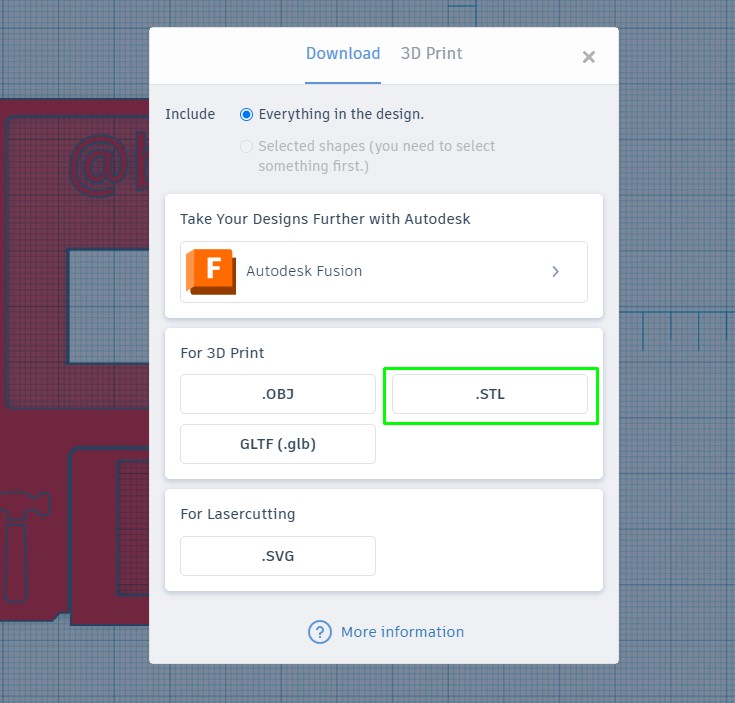 Download 3D Print
Include
Everything in the design.
Selected shapes (you need to select
something first.)
Take Your Designs Further with Autodesk
F
Autodesk Fusion
For 3D Print
.OBJ
.STL
GLTF (.glb)
For Lasercutting
.SVG
? More information